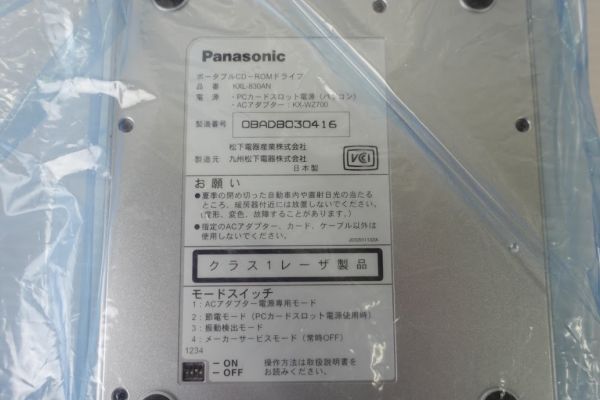 Panasonic
ポータブルCD-ROMドライブ
品 番 KXL-830AN
電 源 ・PCカードスロット電源（パソコン）
・ACアダプター：KX-WZ700
製造番号 0BADB030416
松下電器産業株式会社
製造元 九州松下電器株式会社
日本製
VCI
お願い
●夏季の閉め切った自動車内や直射日光の当たる
ところ、暖房器付近には放置しないでください。
（変形、変色、故障することがあります。）
●指定のACアダプター、カード、ケーブル以外は
使用しないでください。
クラス1レーザ製品
モードスイッチ
1：ACアダプター電源専用モード
2：節電モード（PCカードスロット電源使用時）
3：振動検出モード
4：メーカーサービスモード（常時OFF）
1234
－ON
－OFF
操作方法は取扱説明書を
お読みください。